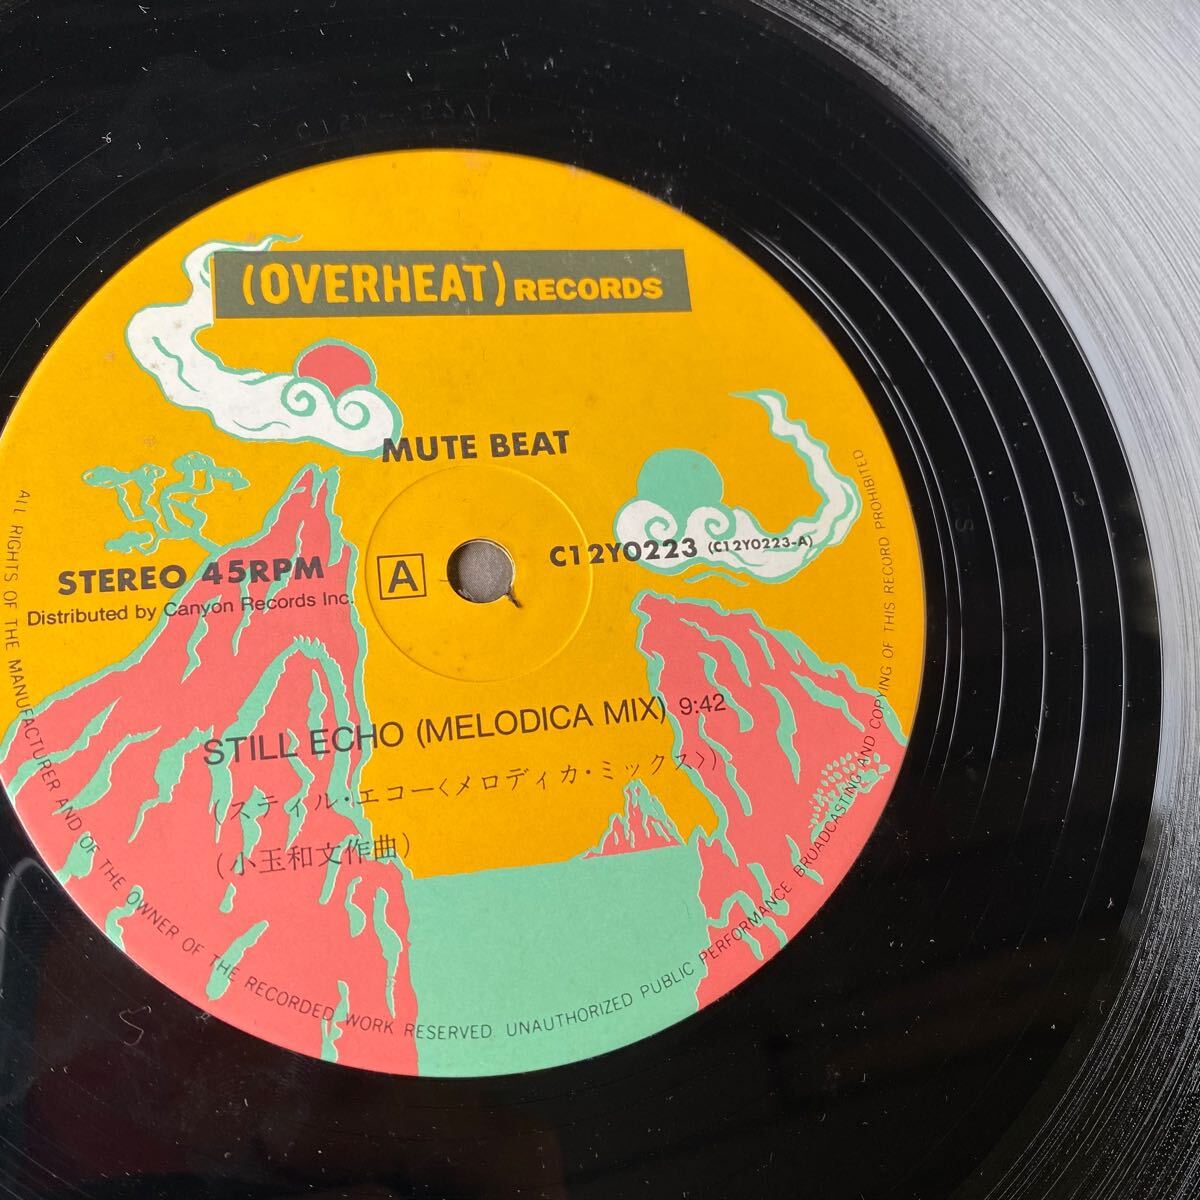 (OVERHEAT) RECORDS
MUTE BEAT
STEREO 45RPM
Distributed by Canyon Records Inc.
A
C12Y0223 (C12Y0223-A)
STILL ECHO (MELODICA MIX) 9:42
(スティル・エコー〈メロディカ・ミックス〉)
(小玉和文作曲)
ALL RIGHTS OF THE MANUFACTURER AND OF THE OWNER OF THE RECORDED WORK RESERVED. UNAUTHORIZED PUBLIC PERFORMANCE BROADCASTING AND COPYING OF THIS RECORD PROHIBITED